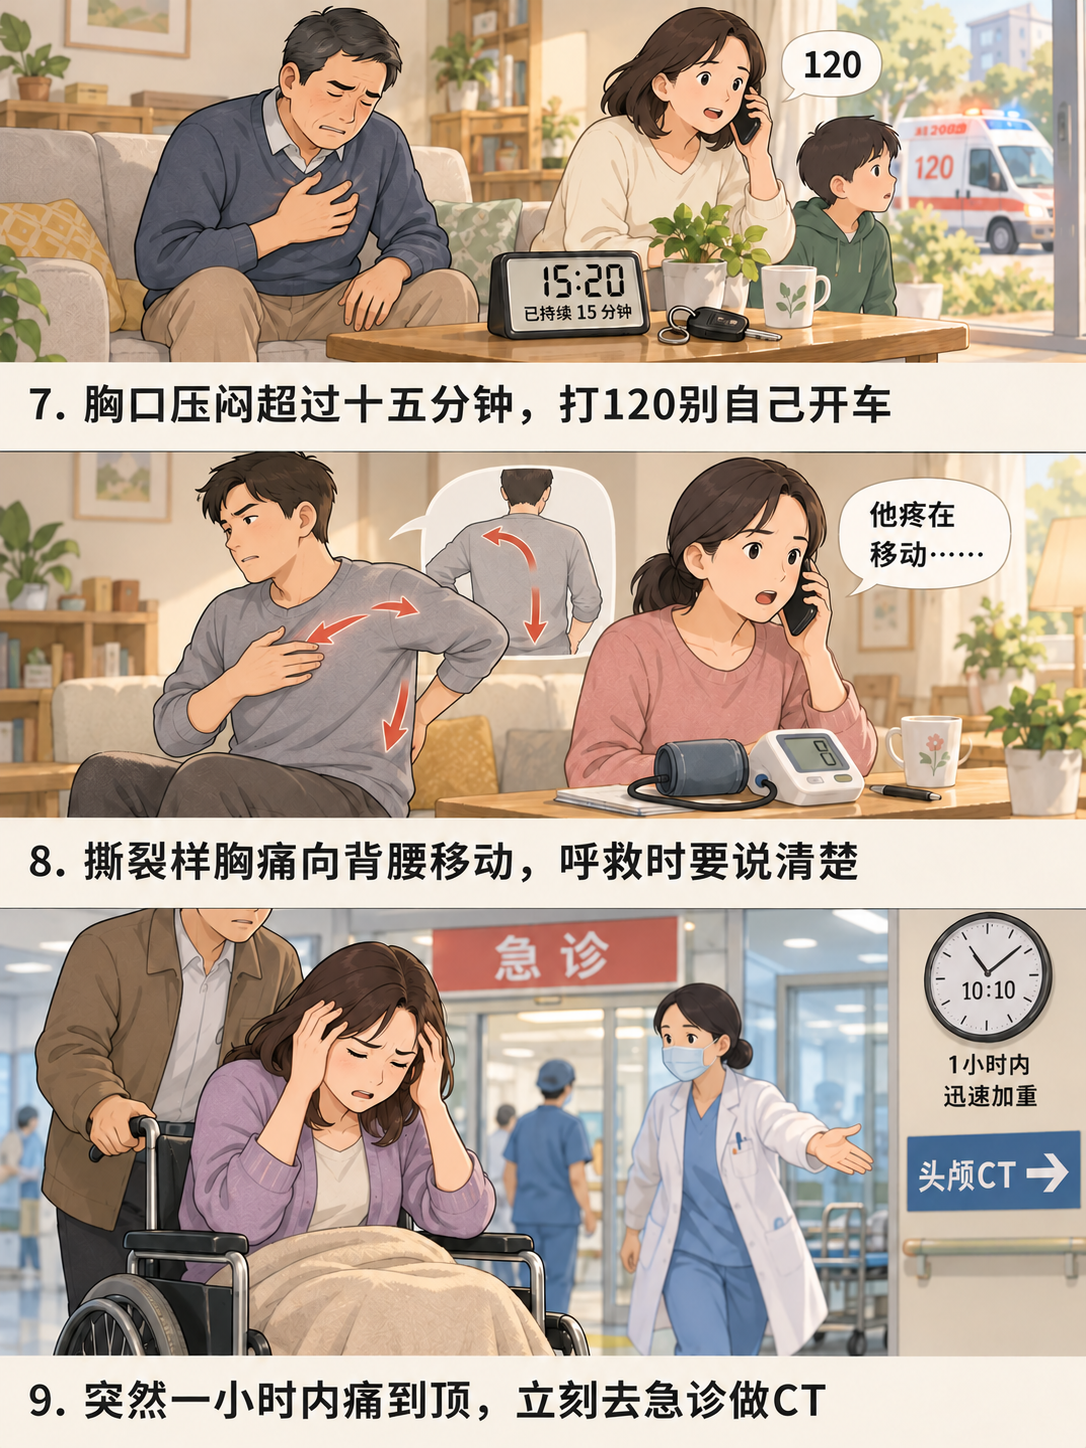 120
120
15:20
已持续 15 分钟
7. 胸口压闷超过十五分钟，打120别自己开车
他疼在
移动……
8. 撕裂样胸痛向背腰移动，呼救时要说清楚
急诊
10:10
1小时内
迅速加重
头颅CT
9. 突然一小时内痛到顶，立刻去急诊做CT